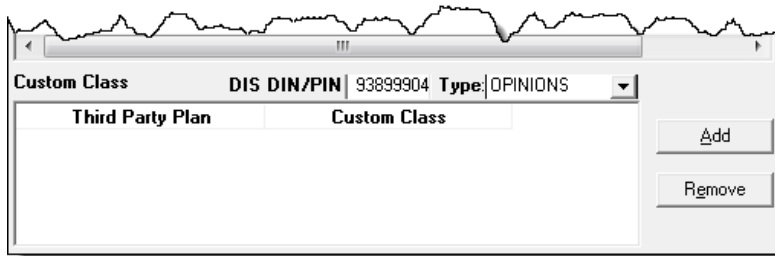 Custom Class DIS DIN/PIN 93899904 Type: OPINIONS
Third Party Plan Custom Class
Add
Remove